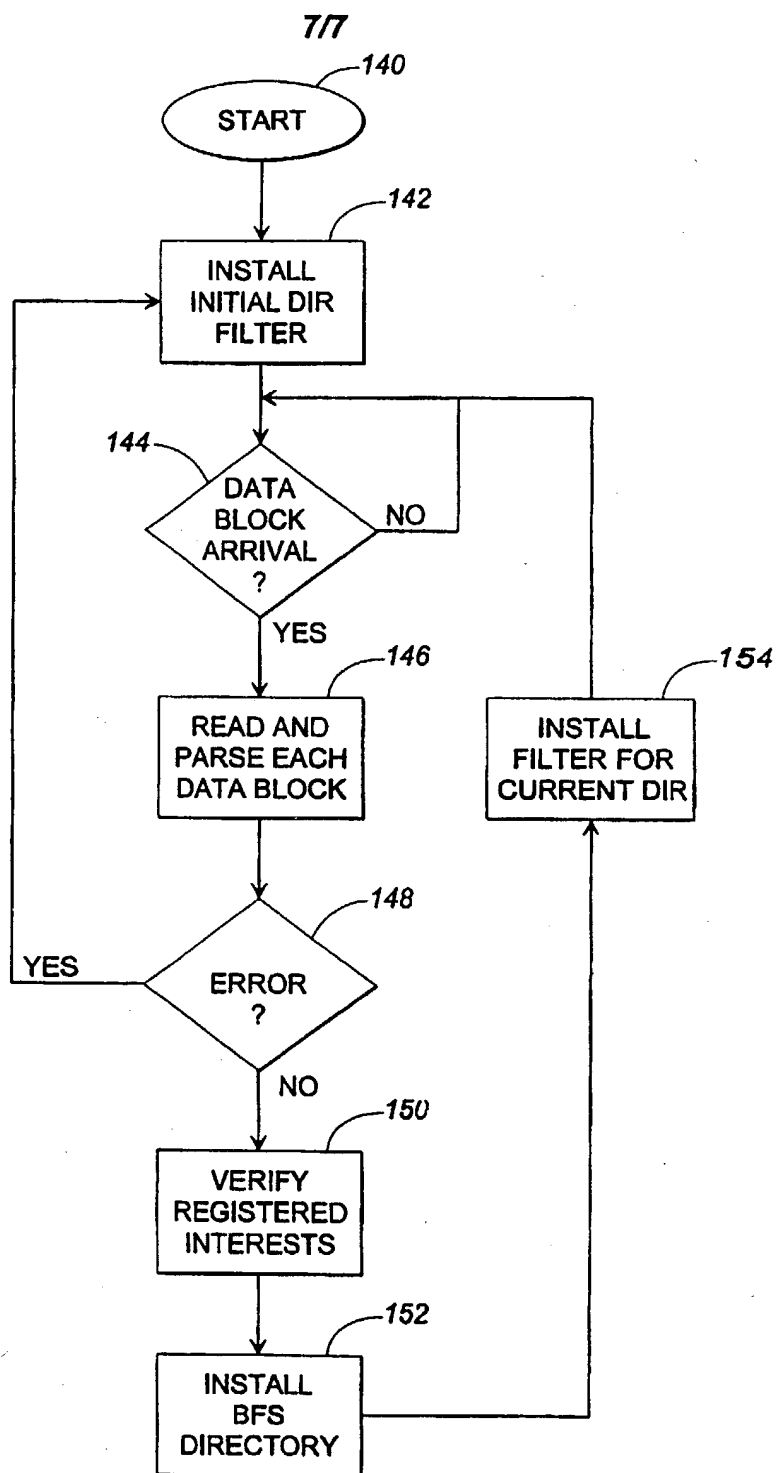 7/7
140
START
142
INSTALL
INITIAL DIR
FILTER
144
DATA
BLOCK
ARRIVAL
?
NO
YES
146
READ AND
PARSE EACH
DATA BLOCK
154
INSTALL
FILTER FOR
CURRENT DIR
148
YES
ERROR
?
NO
150
VERIFY
REGISTERED
INTERESTS
152
INSTALL
BFS
DIRECTORY